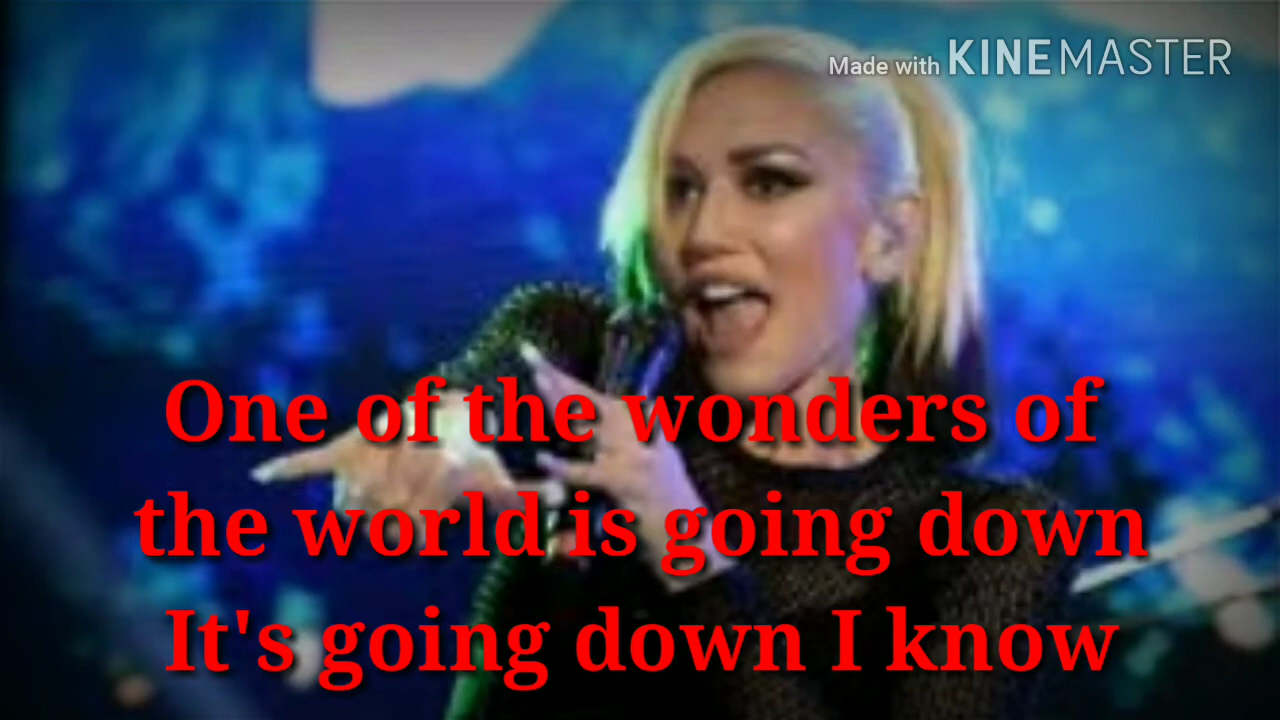 Made with KINEMASTER
One of the wonders of
the world is going down
It's going down I know